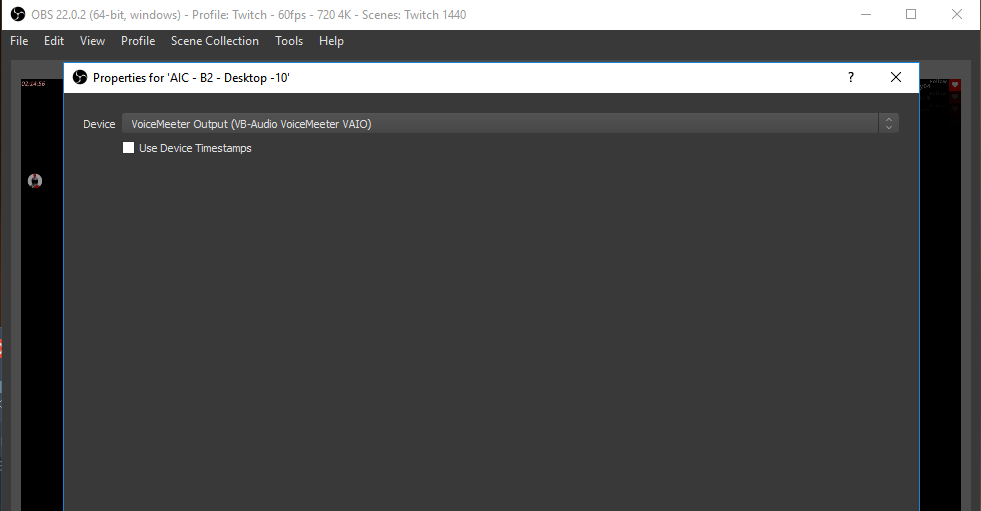 OBS 22.0.2 (64-bit, windows) - Profile: Twitch - 60fps - 720 4K - Scenes: Twitch 1440
File Edit View Profile Scene Collection Tools Help
Properties for 'AIC - B2 - Desktop -10' ?
02:14:56
Follow
Device VoiceMeeter Output (VB-Audio VoiceMeeter VAIO)
Use Device Timestamps